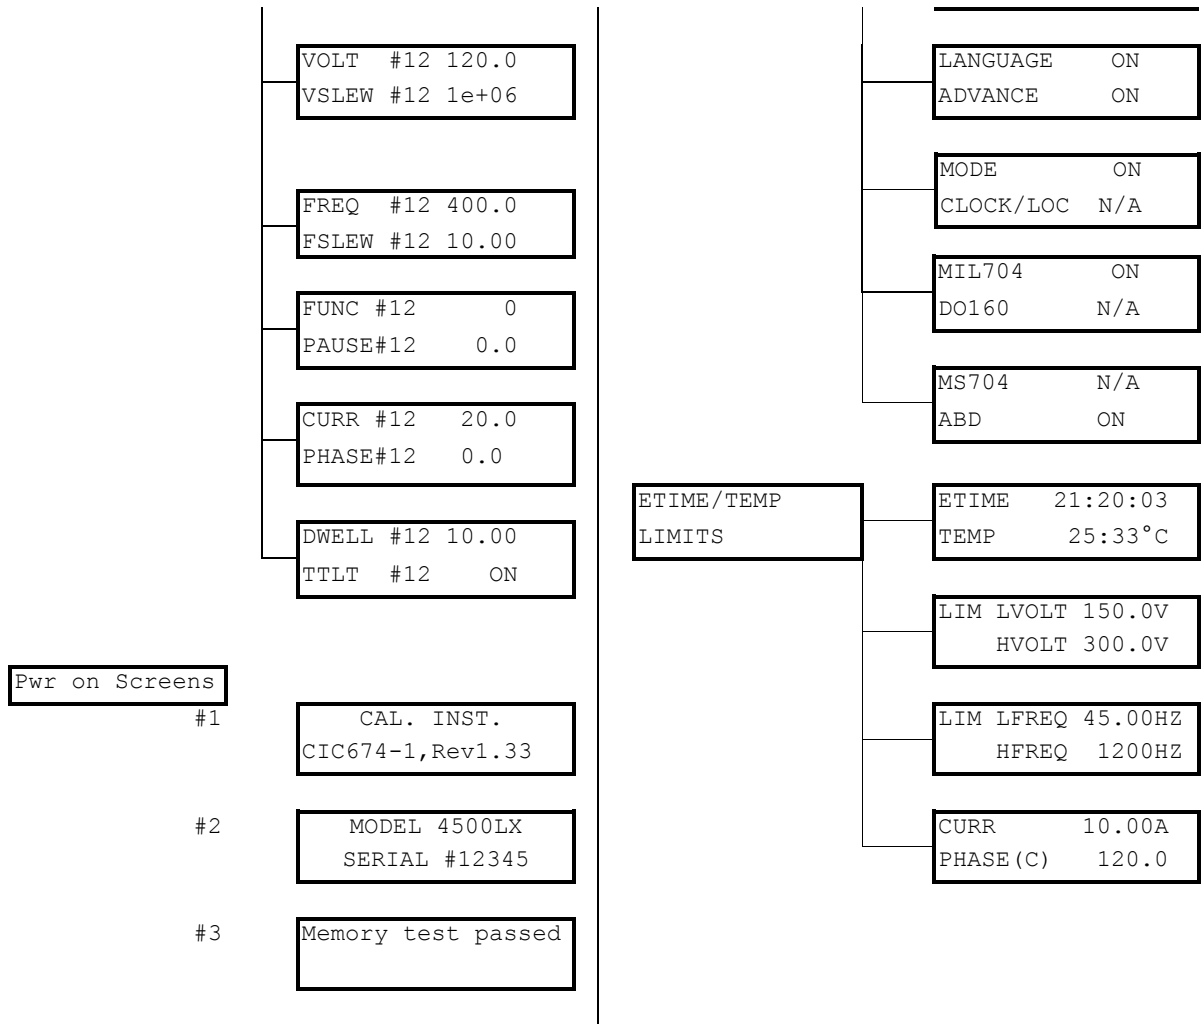 VOLT #12 120.0
VSLEW #12 1e+06
FREQ #12 400.0
FSLEW #12 10.00
FUNC #12 0
PAUSE#12 0.0
CURR #12 20.0
PHASE#12 0.0
DWELL #12 10.00
TTLT #12 ON
Pwr on Screens
#1
CAL. INST.
CIC674-1,Rev1.33
#2
MODEL 4500LX
SERIAL #12345
#3
Memory test passed
LANGUAGE ON
ADVANCE ON
MODE ON
CLOCK/LOC N/A
MIL704 ON
DO160 N/A
MS704 N/A
ABD ON
ETIME/TEMP
LIMITS
ETIME 21:20:03
TEMP 25:33°C
LIM LVOLT 150.0V
HVOLT 300.0V
LIM LFREQ 45.00HZ
HFREQ 1200HZ
CURR 10.00A
PHASE(C) 120.0